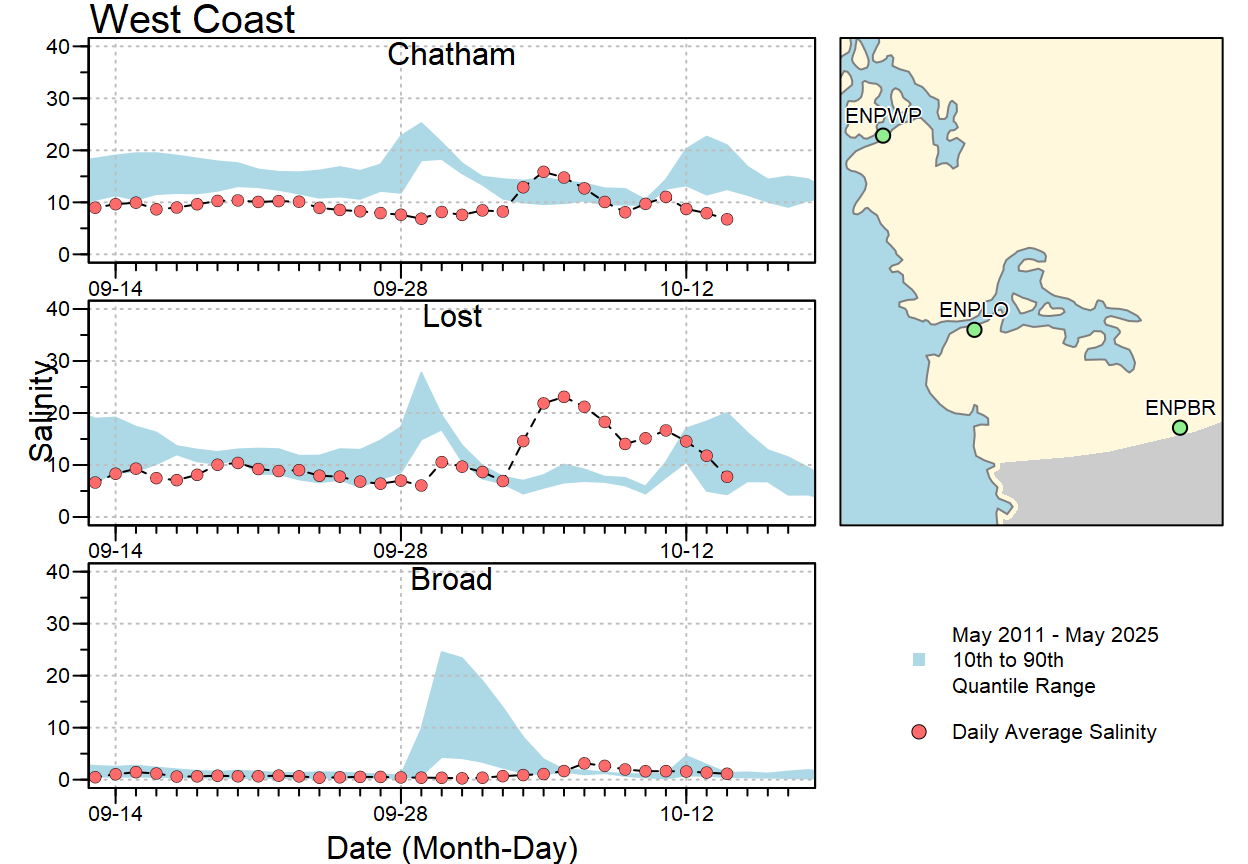 West Coast
Chatham
40
30
20
10
0
09-14
09-28
10-12
Lost
40
30
20
10
0
09-14
09-28
10-12
Broad
40
30
20
10
0
09-14
09-28
10-12
Salinity
Date (Month-Day)
ENPWP
ENPLO
ENPBR
May 2011 - May 2025
10th to 90th
Quantile Range
Daily Average Salinity